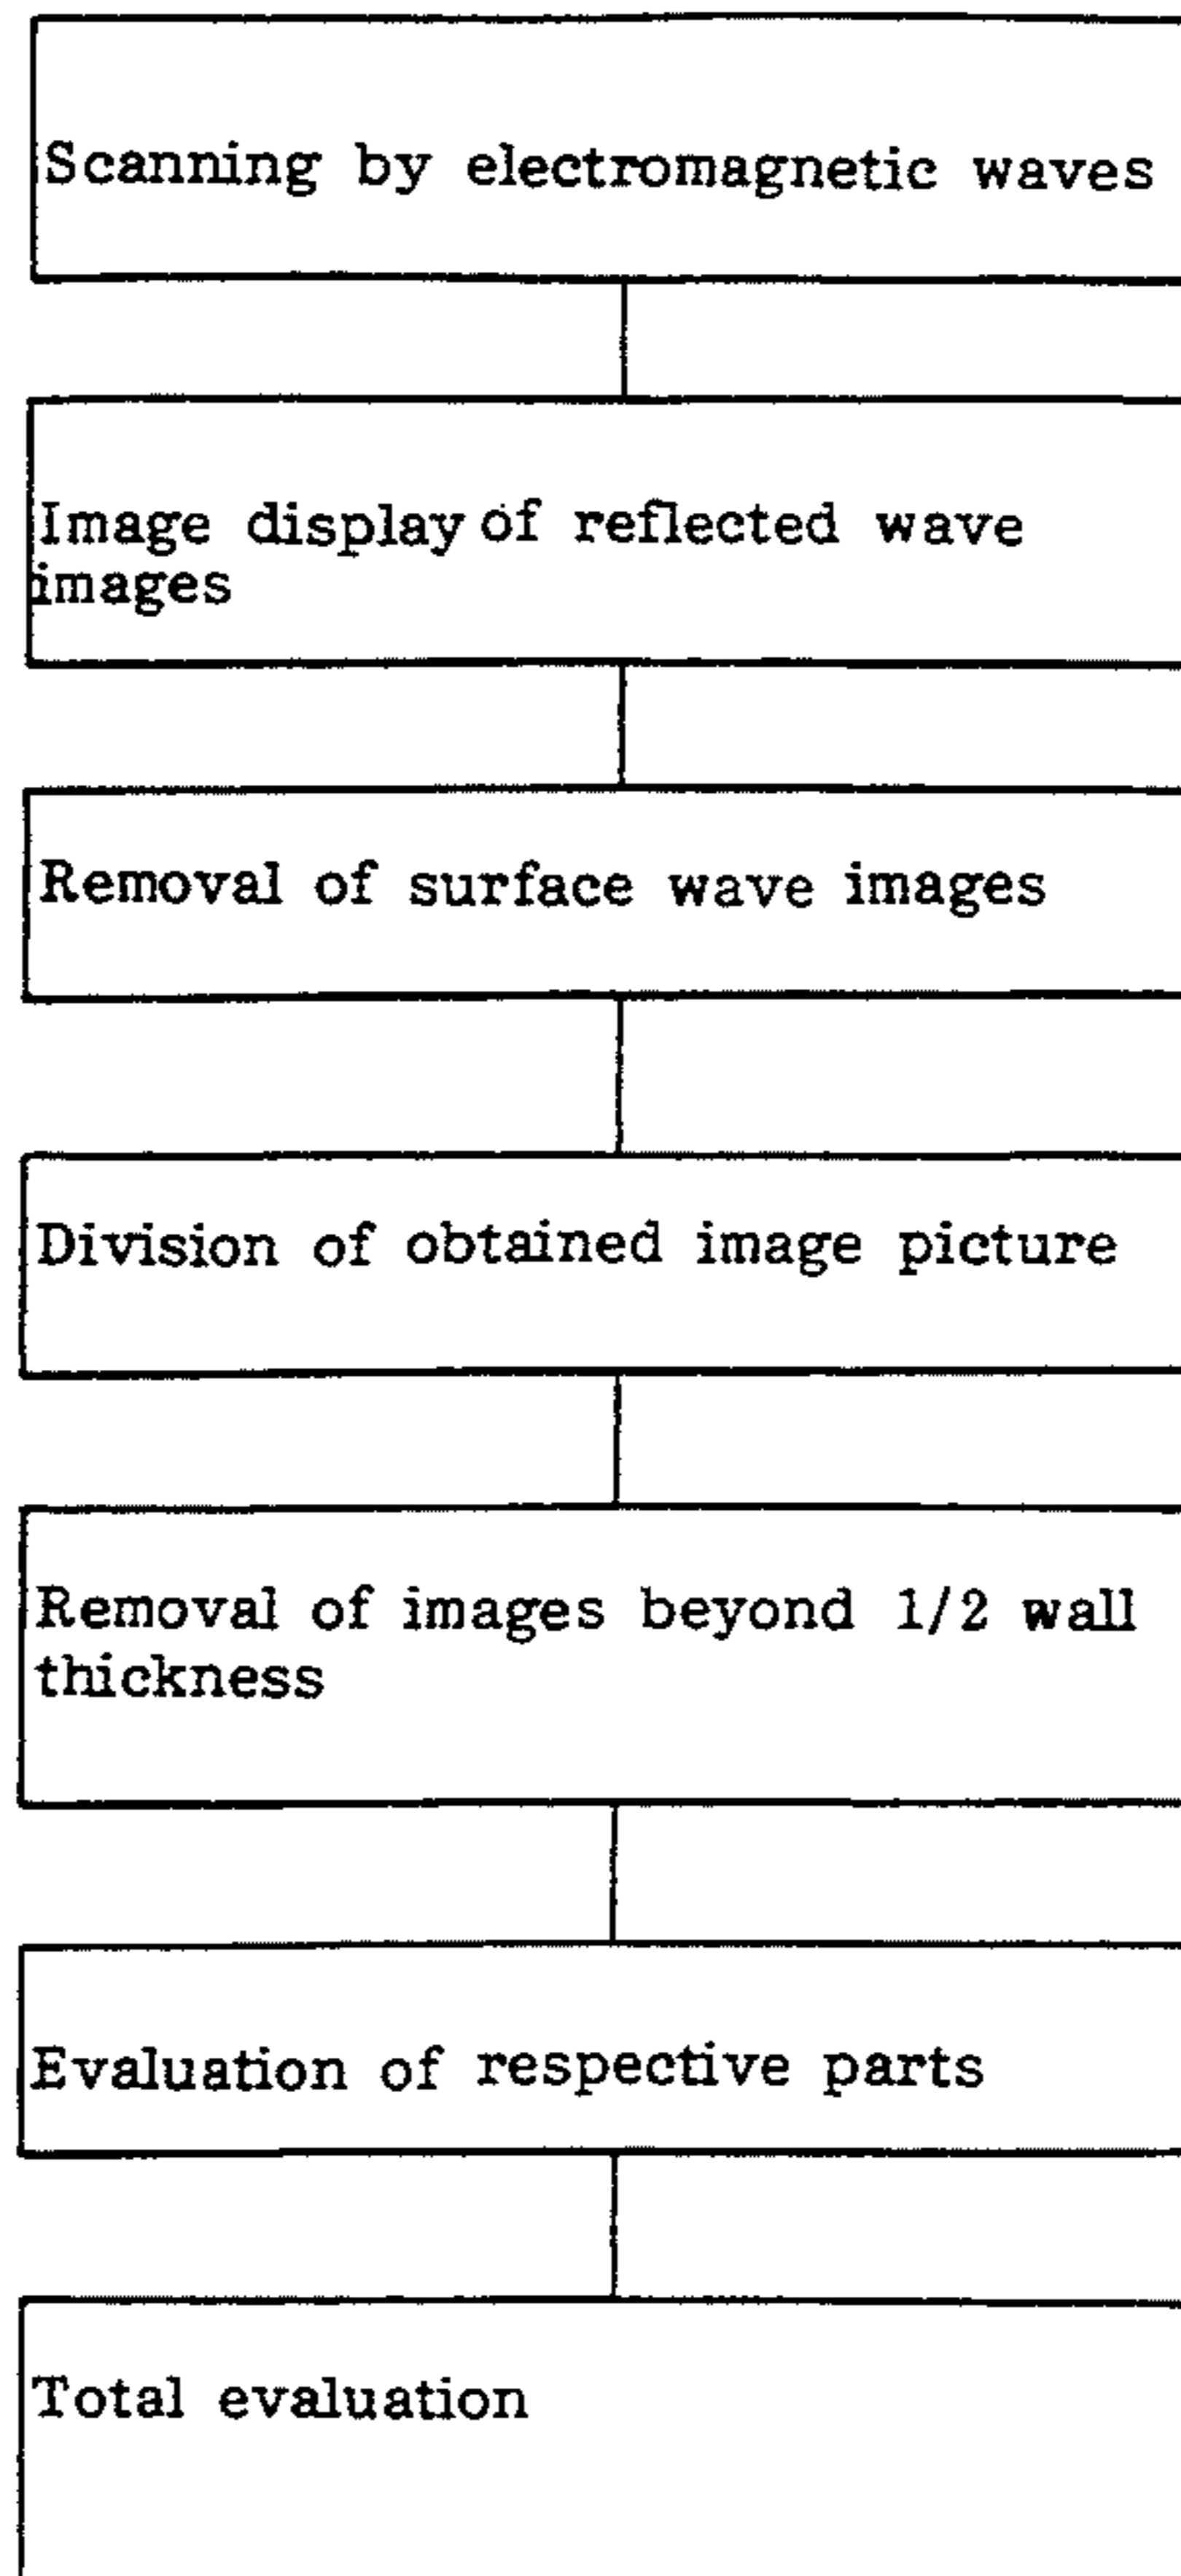 Scanning by electromagnetic waves
Image display of reflected wave
images
Removal of surface wave images
Division of obtained image picture
Removal of images beyond 1/2 wall
thickness
Evaluation of respective parts
Total evaluation